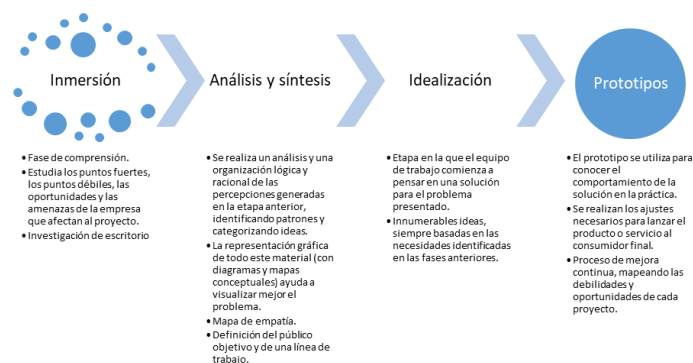 Inmersión
• Fase de comprensión.
• Estudia los puntos fuertes,
los puntos débiles, las
oportunidades y las
amenazas de la empresa
que afectan al proyecto.
• Investigación de escritorio
Análisis y síntesis
• Se realiza un análisis y una
organización lógica y
racional de las
percepciones generadas
en la etapa anterior,
identificando patrones y
categorizando ideas.
• La representación gráfica
de todo este material (con
diagramas y mapas
conceptuales) ayuda a
visualizar mejor el
problema.
• Mapa de empatía.
• Definición del público
objetivo y de una línea de
trabajo.
Idealización
• Etapa en la que el equipo
de trabajo comienza a
pensar en una solución
para el problema
presentado.
• Innumerables ideas,
siempre basadas en las
necesidades identificadas
en las fases anteriores.
Prototipos
• El prototipo se utiliza para
conocer el
comportamiento de la
solución en la práctica.
• Se realizan los ajustes
necesarios para lanzar el
producto o servicio al
consumidor final.
• Proceso de mejora
continua, mapeando las
debilidades y
oportunidades de cada
proyecto.